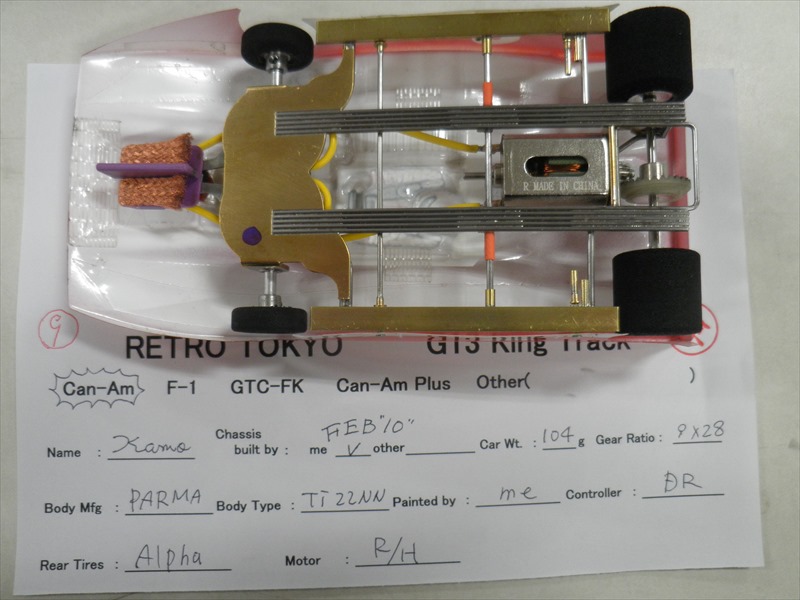 R MADE IN CHINA
9
RETRO TOKYO GT3 Ring Track
Can-Am F-1 GTC-FK Can-Am Plus Other( )
Name : Kamo Chassis built by : me V other FEB"10" Car Wt. : 104 g Gear Ratio : 9X28
Body Mfg : PARMA Body Type : Ti22NN Painted by : me Controller : DR
Rear Tires : Alpha Motor : R/H